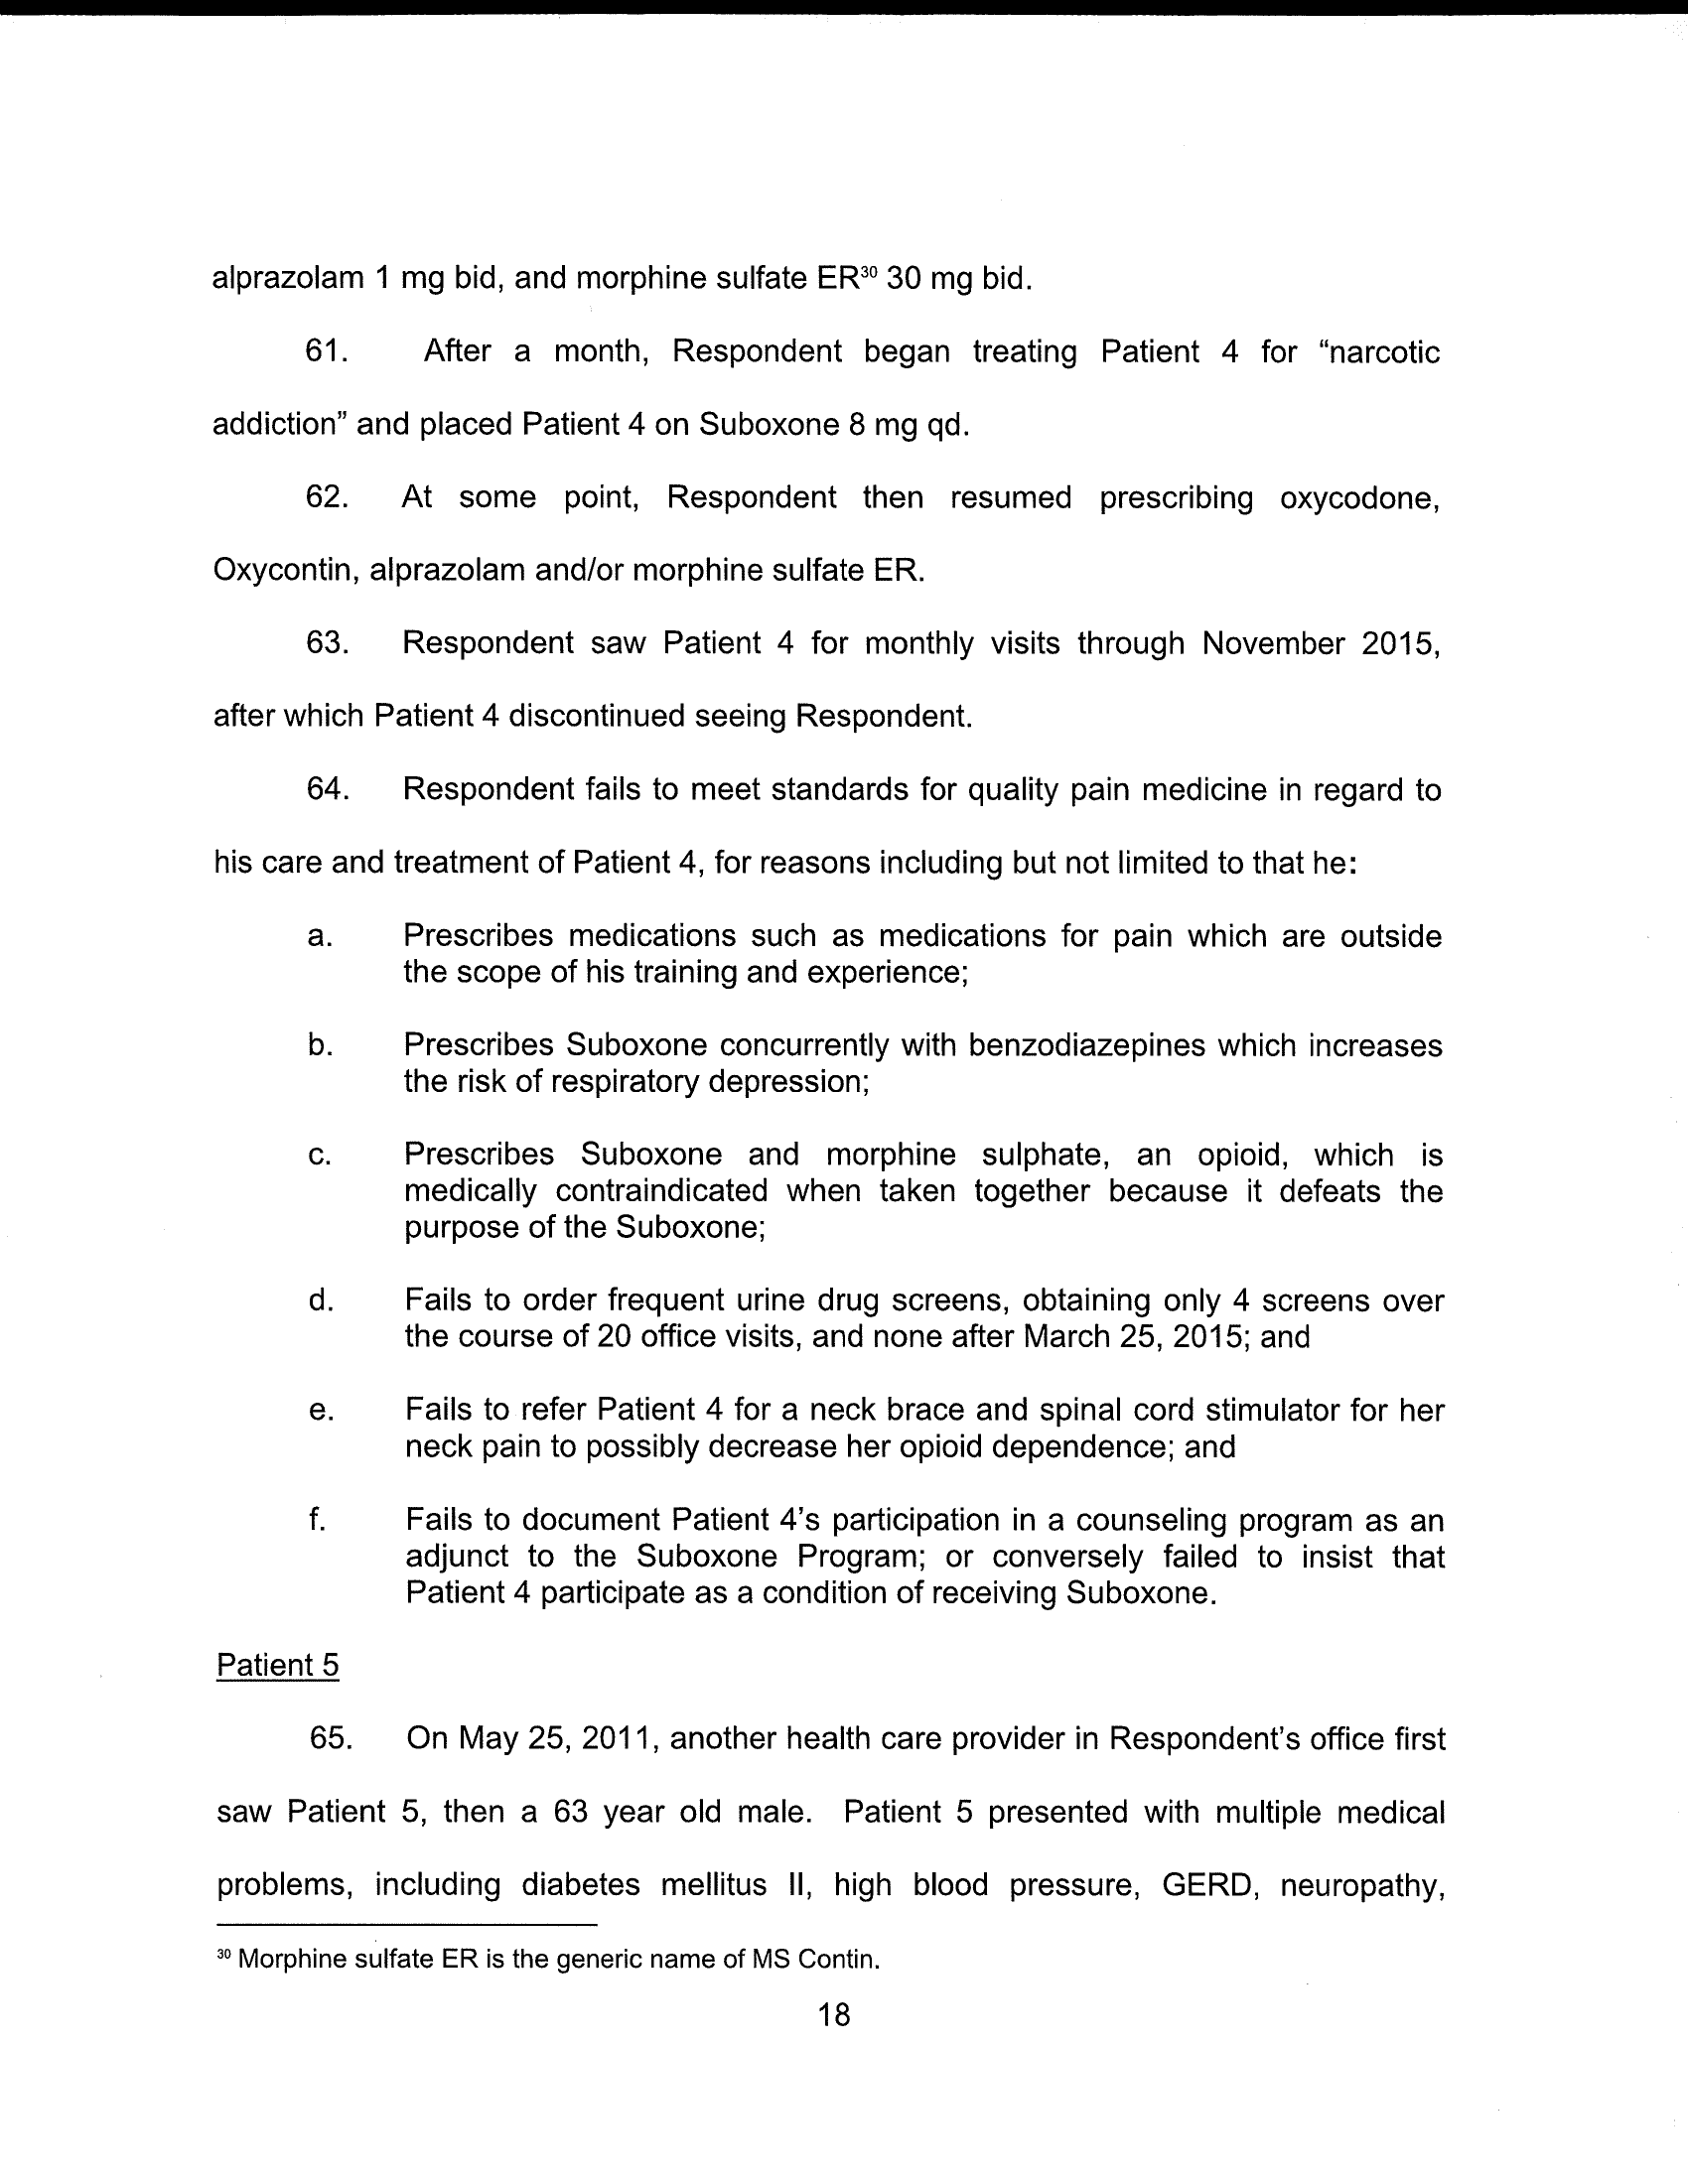 alprazolam 1 mg bid, and morphine sulfate ER³⁰ 30 mg bid.
61. After a month, Respondent began treating Patient 4 for “narcotic
addiction” and placed Patient 4 on Suboxone 8 mg qd.
62. At some point, Respondent then resumed prescribing oxycodone,
Oxycontin, alprazolam and/or morphine sulfate ER.
63. Respondent saw Patient 4 for monthly visits through November 2015,
after which Patient 4 discontinued seeing Respondent.
64. Respondent fails to meet standards for quality pain medicine in regard to
his care and treatment of Patient 4, for reasons including but not limited to that he:
a. Prescribes medications such as medications for pain which are outside
the scope of his training and experience;
b. Prescribes Suboxone concurrently with benzodiazepines which increases
the risk of respiratory depression;
c. Prescribes Suboxone and morphine sulphate, an opioid, which is
medically contraindicated when taken together because it defeats the
purpose of the Suboxone;
d. Fails to order frequent urine drug screens, obtaining only 4 screens over
the course of 20 office visits, and none after March 25, 2015; and
e. Fails to refer Patient 4 for a neck brace and spinal cord stimulator for her
neck pain to possibly decrease her opioid dependence; and
f. Fails to document Patient 4’s participation in a counseling program as an
adjunct to the Suboxone Program; or conversely failed to insist that
Patient 4 participate as a condition of receiving Suboxone.
Patient 5
65. On May 25, 2011, another health care provider in Respondent’s office first
saw Patient 5, then a 63 year old male. Patient 5 presented with multiple medical
problems, including diabetes mellitus II, high blood pressure, GERD, neuropathy,
³⁰ Morphine sulfate ER is the generic name of MS Contin.
18